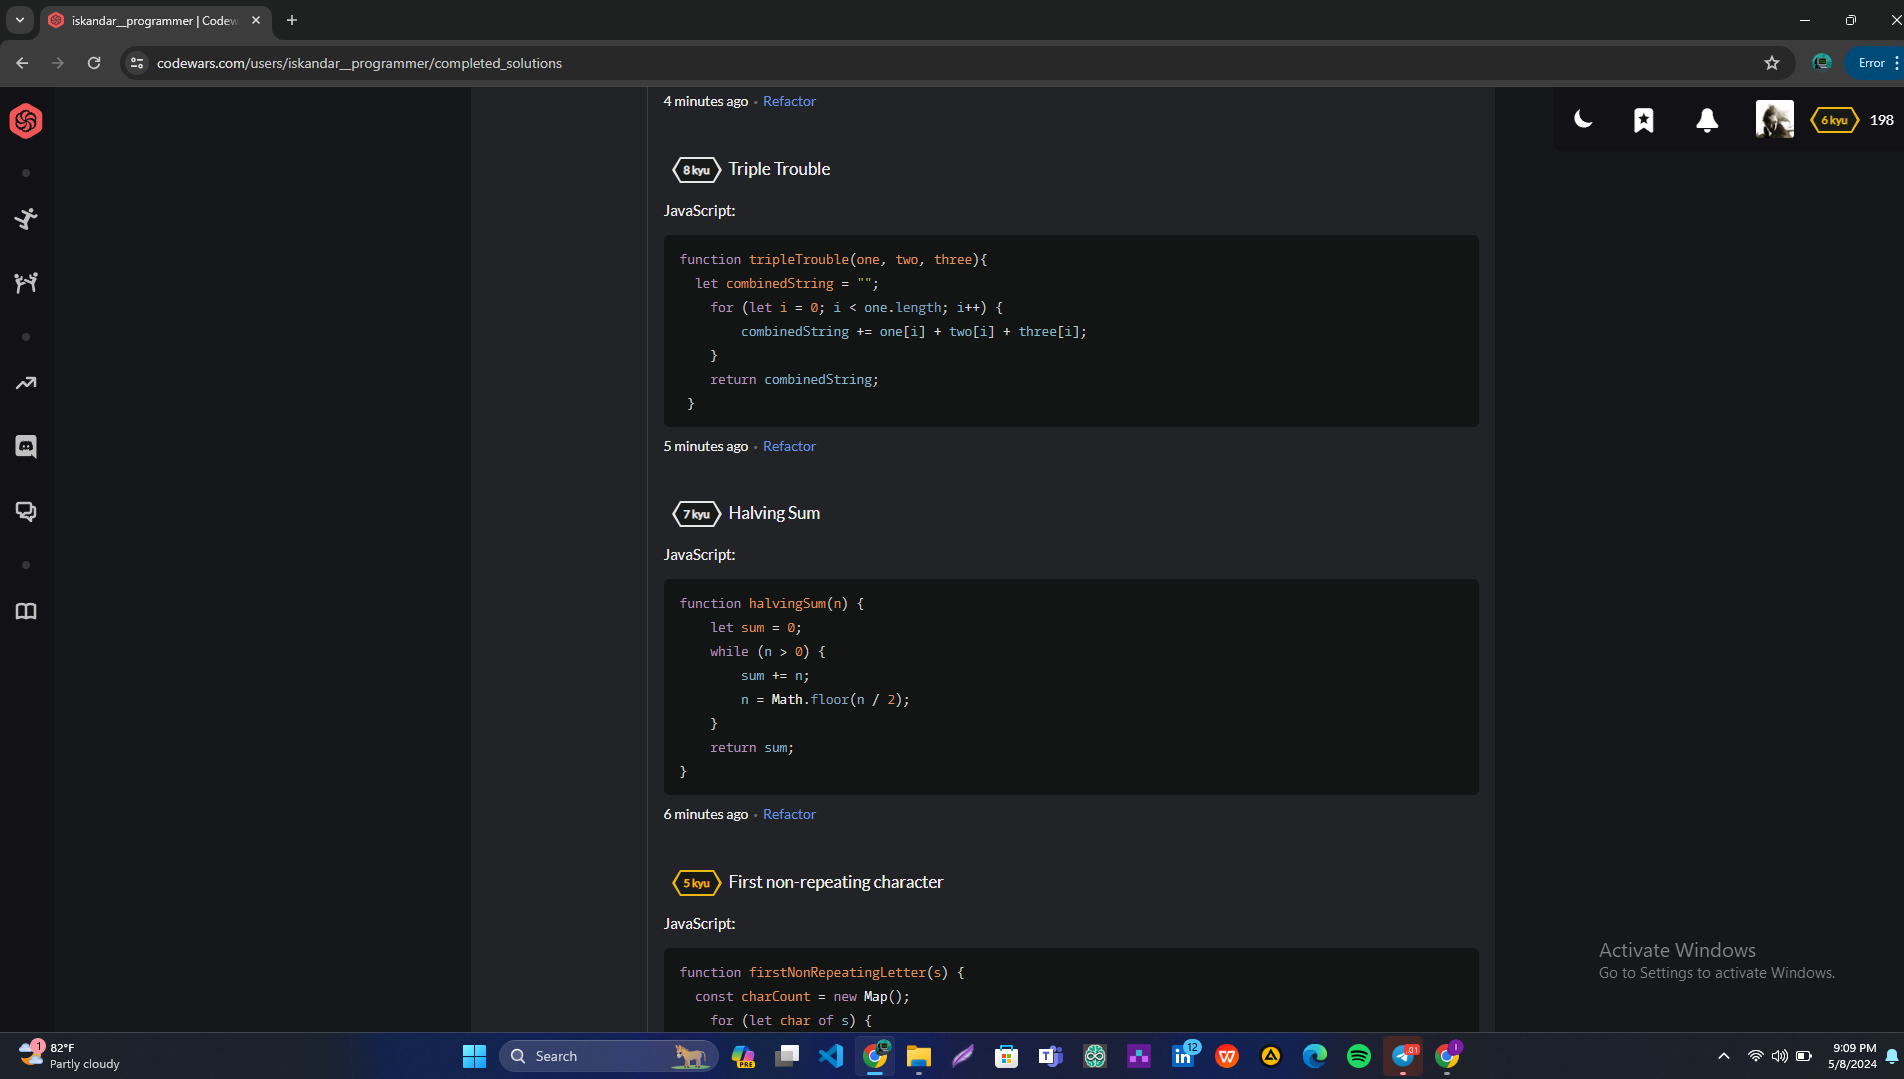 iskandar__programmer | Codew
codewars.com/users/iskandar__programmer/completed_solutions
Error
4 minutes ago · Refactor
6 kyu 198
8 kyu Triple Trouble
JavaScript:
function tripleTrouble(one, two, three){
  let combinedString = "";
    for (let i = 0; i < one.length; i++) {
        combinedString += one[i] + two[i] + three[i];
    }
    return combinedString;
 }
5 minutes ago · Refactor
7 kyu Halving Sum
JavaScript:
function halvingSum(n) {
    let sum = 0;
    while (n > 0) {
        sum += n;
        n = Math.floor(n / 2);
    }
    return sum;
}
6 minutes ago · Refactor
5 kyu First non-repeating character
JavaScript:
function firstNonRepeatingLetter(s) {
  const charCount = new Map();
    for (let char of s) {
Activate Windows
Go to Settings to activate Windows.
1
82°F
Partly cloudy
Search
PRE
12
.01
1
9:09 PM
5/8/2024